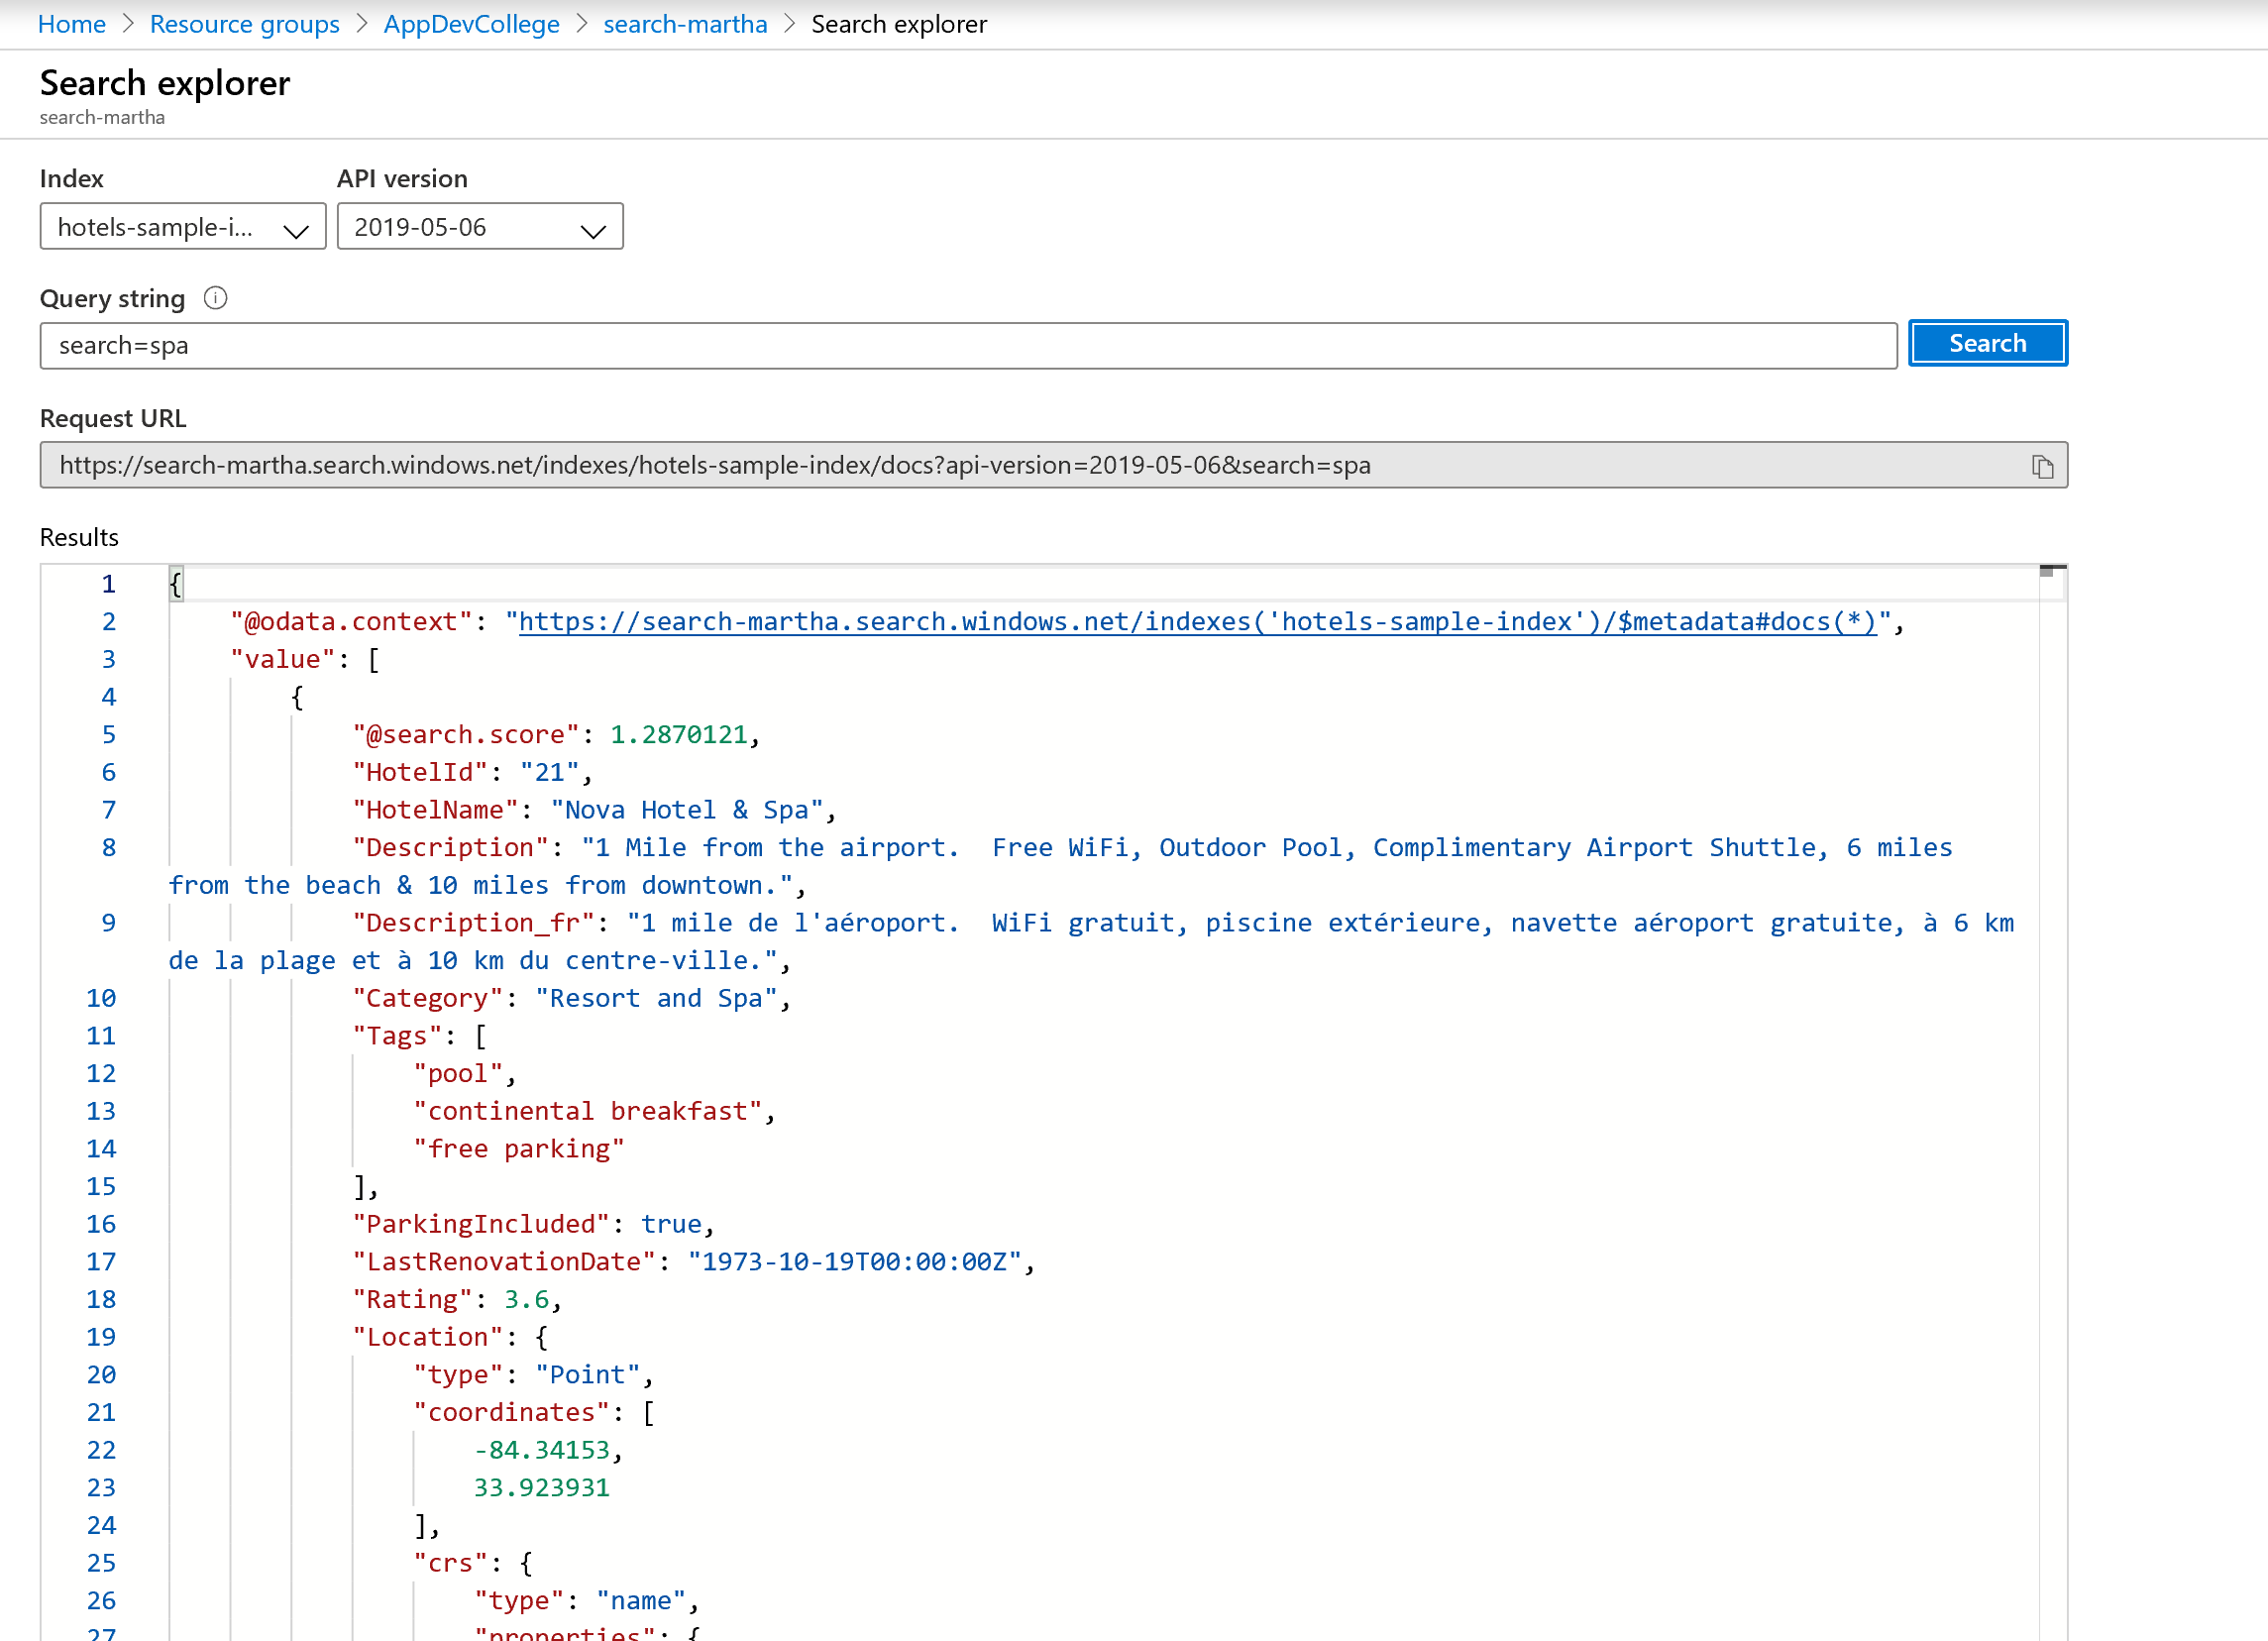 Home > Resource groups > AppDevCollege > search-martha > Search explorer
Search explorer
search-martha
Index API version
hotels-sample-i... 2019-05-06
Query string
search=spa Search
Request URL
https://search-martha.search.windows.net/indexes/hotels-sample-index/docs?api-version=2019-05-06&search=spa
Results
1 {
2 "@odata.context": "https://search-martha.search.windows.net/indexes('hotels-sample-index')/$metadata#docs(*)",
3 "value": [
4 {
5 "@search.score": 1.2870121,
6 "HotelId": "21",
7 "HotelName": "Nova Hotel & Spa",
8 "Description": "1 Mile from the airport.  Free WiFi, Outdoor Pool, Complimentary Airport Shuttle, 6 miles
from the beach & 10 miles from downtown.",
9 "Description_fr": "1 mile de l'aéroport.  WiFi gratuit, piscine extérieure, navette aéroport gratuite, à 6 km
de la plage et à 10 km du centre-ville.",
10 "Category": "Resort and Spa",
11 "Tags": [
12 "pool",
13 "continental breakfast",
14 "free parking"
15 ],
16 "ParkingIncluded": true,
17 "LastRenovationDate": "1973-10-19T00:00:00Z",
18 "Rating": 3.6,
19 "Location": {
20 "type": "Point",
21 "coordinates": [
22 -84.34153,
23 33.923931
24 ],
25 "crs": {
26 "type": "name",
27 "properties": {